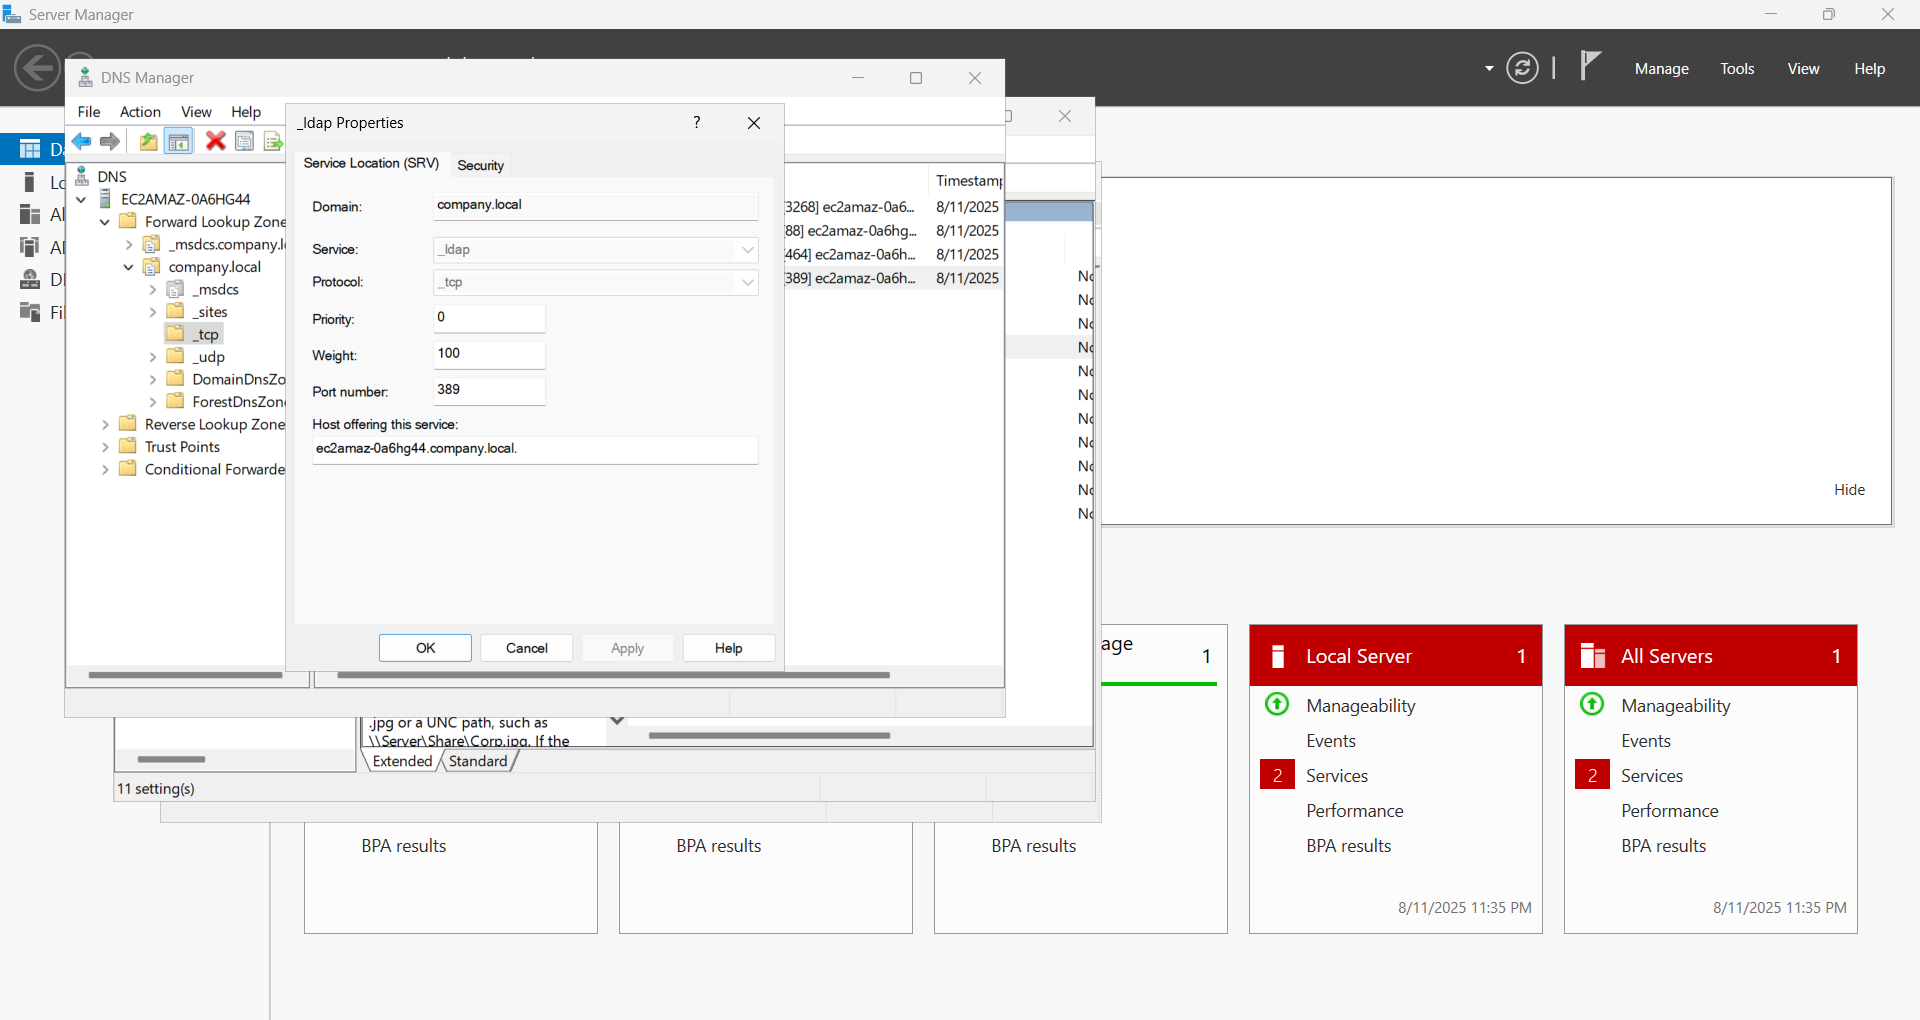 Server Manager
Manage
Tools
View
Help
DNS Manager
File
Action
View
Help
DNS
EC2AMAZ-0A6HG44
Forward Lookup Zone
_msdcs.company.l
company.local
_msdcs
_sites
_tcp
_udp
DomainDnsZo
ForestDnsZon
Reverse Lookup Zone
Trust Points
Conditional Forwarde
_ldap Properties
?
Service Location (SRV)
Security
Domain:
company.local
Service:
_ldap
Protocol:
_tcp
Priority:
0
Weight:
100
Port number:
389
Host offering this service:
ec2amaz-0a6hg44.company.local.
OK
Cancel
Apply
Help
Timestamp
[3268] ec2amaz-0a6... 8/11/2025
[88] ec2amaz-0a6hg... 8/11/2025
[464] ec2amaz-0a6h... 8/11/2025
[389] ec2amaz-0a6h... 8/11/2025
No
No
No
No
No
No
No
No
No
No
No
Hide
.jpg or a UNC path, such as
\\Server\Share\Corp.jpg. If the
Extended
Standard
11 setting(s)
BPA results
BPA results
age
1
BPA results
Local Server
1
Manageability
Events
2
Services
Performance
BPA results
8/11/2025 11:35 PM
All Servers
1
Manageability
Events
2
Services
Performance
BPA results
8/11/2025 11:35 PM